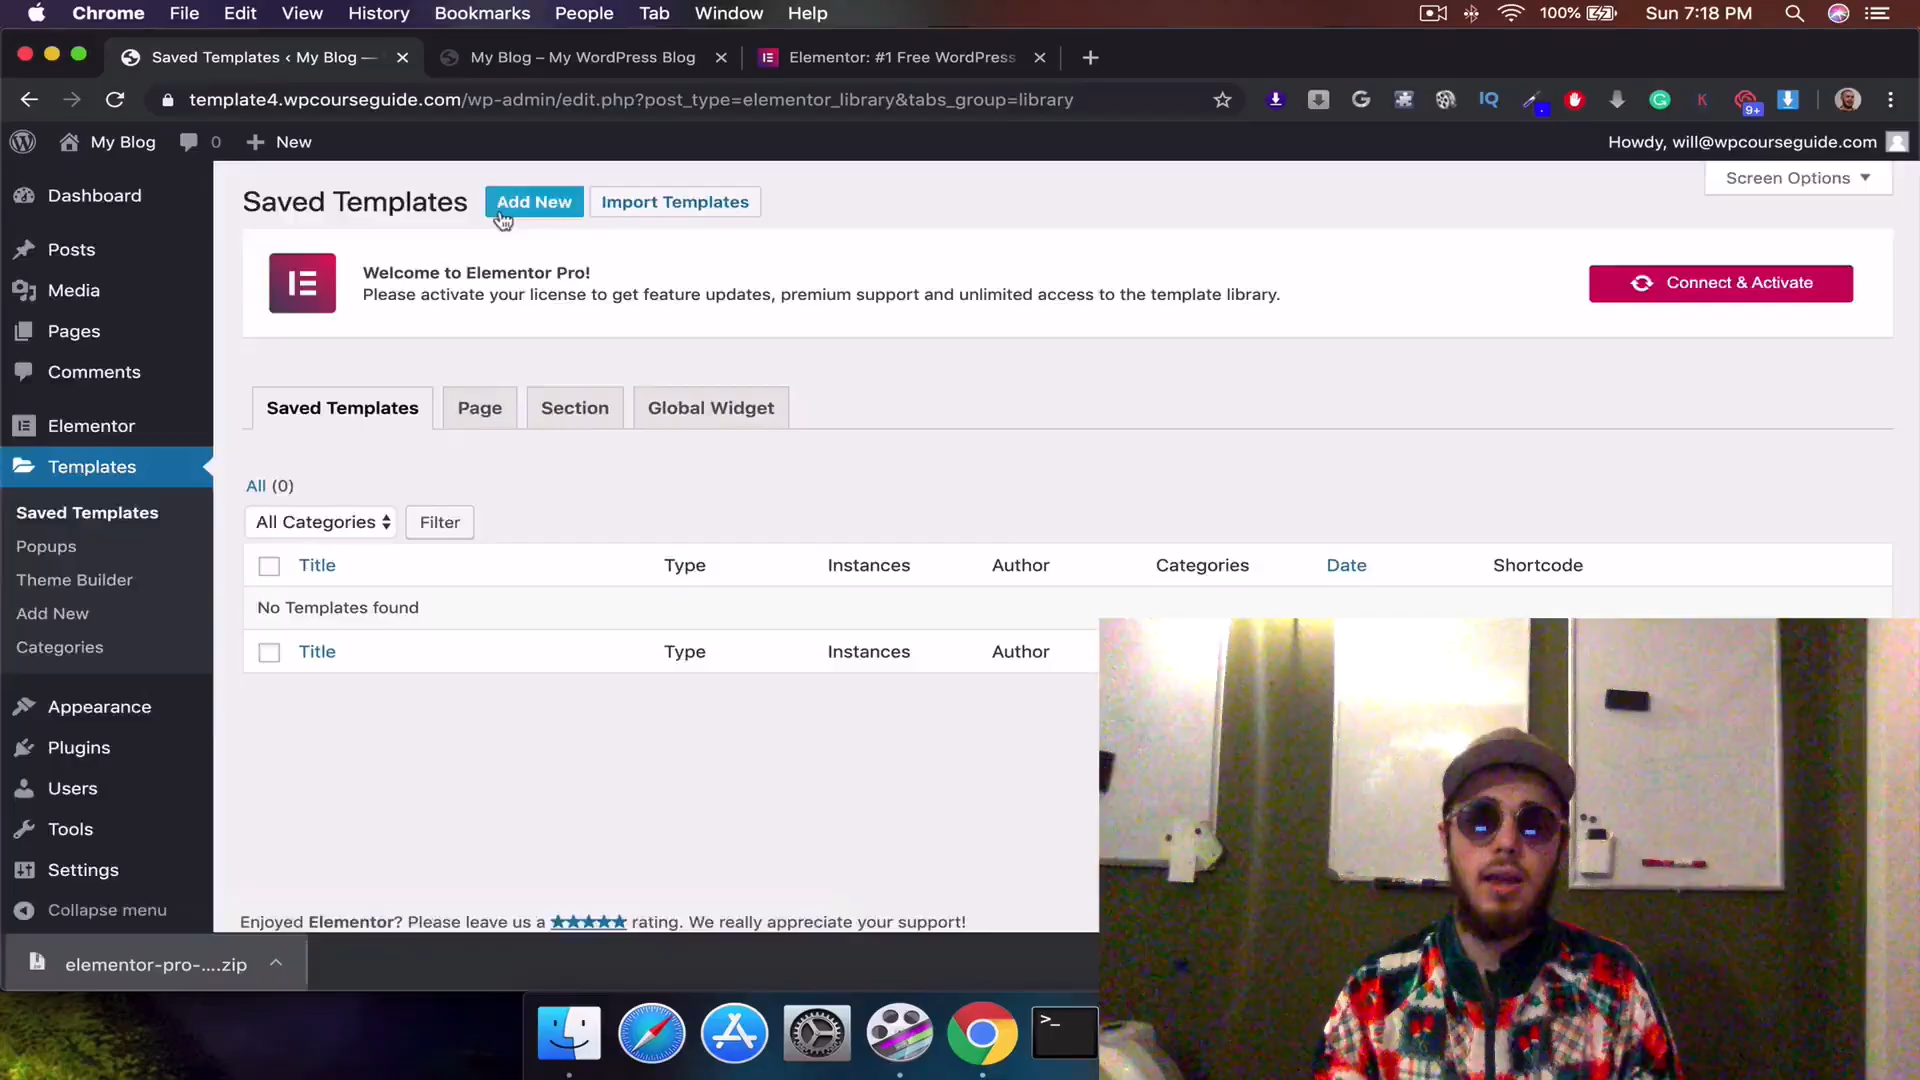 Chrome File Edit View History Bookmarks People Tab Window Help 100% Sun 7:18 PM
Saved Templates ‹ My Blog — My Blog – My WordPress Blog Elementor: #1 Free WordPress
template4.wpcourseguide.com/wp-admin/edit.php?post_type=elementor_library&tabs_group=library IQ 9+
My Blog 0 + New Howdy, will@wpcourseguide.com
Screen Options
Dashboard
Posts
Media
Pages
Comments
Elementor
Templates
Saved Templates
Popups
Theme Builder
Add New
Categories
Appearance
Plugins
Users
Tools
Settings
Collapse menu
Saved Templates Add New Import Templates
Welcome to Elementor Pro!
Please activate your license to get feature updates, premium support and unlimited access to the template library.
Connect & Activate
Saved Templates Page Section Global Widget
All (0)
All Categories Filter
Title Type Instances Author Categories Date Shortcode
No Templates found
Title Type Instances Author
Enjoyed Elementor? Please leave us a ★★★★★ rating. We really appreciate your support!
elementor-pro-....zip